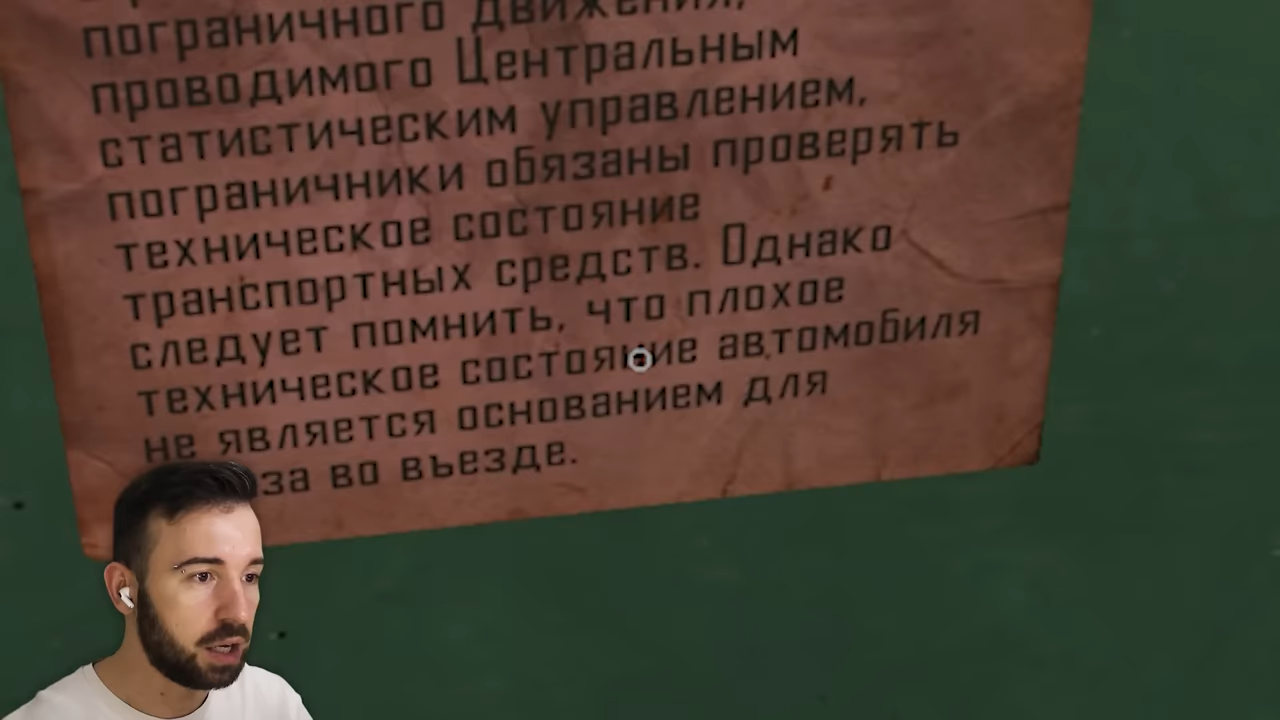 пограничного движения,
проводимого Центральным
статистическим управлением,
пограничники обязаны проверять
техническое состояние
транспортных средств. Однако
следует помнить, что плохое
техническое состояние автомобиля
не является основанием для
во въезде.